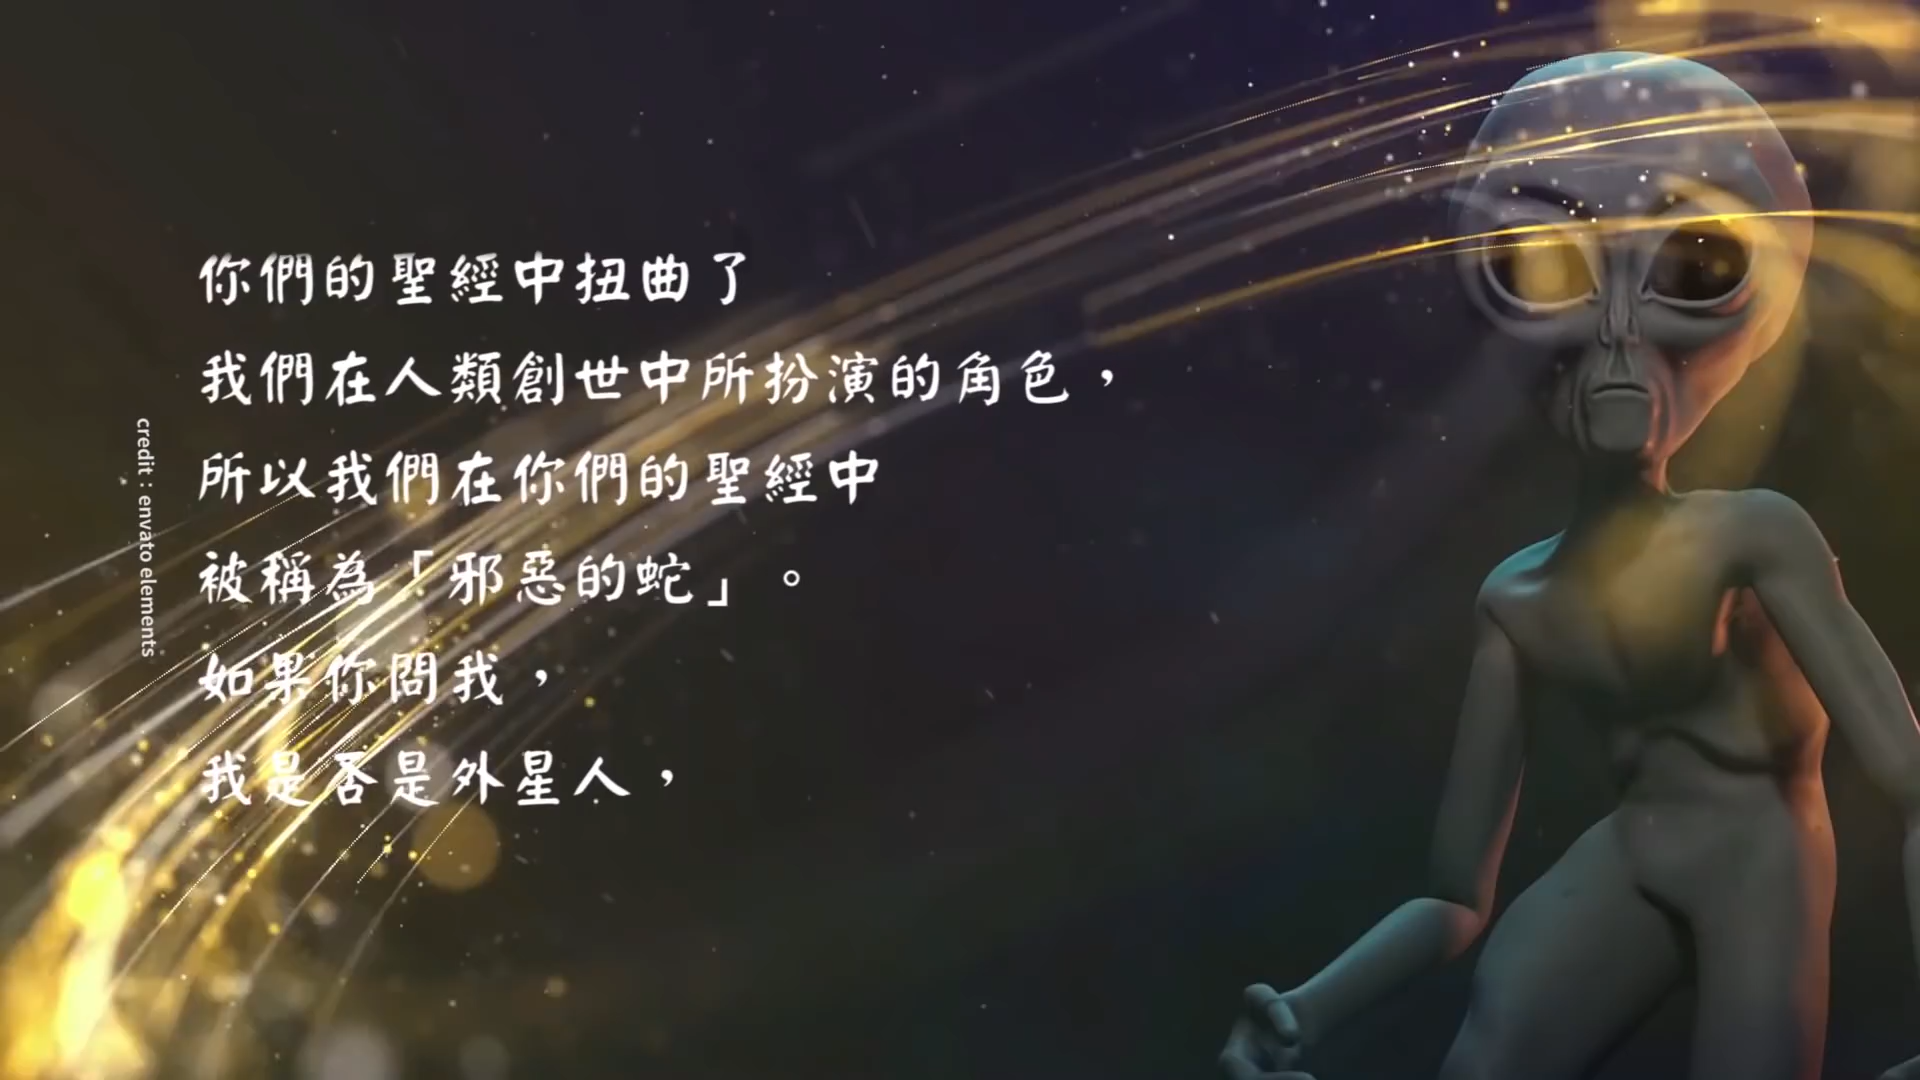 你們的聖經中扭曲了
我們在人類創世中所扮演的角色，
所以我們在你們的聖經中
被稱為「邪惡的蛇」。
如果你問我，
我是否是外星人，
credit：envato elements